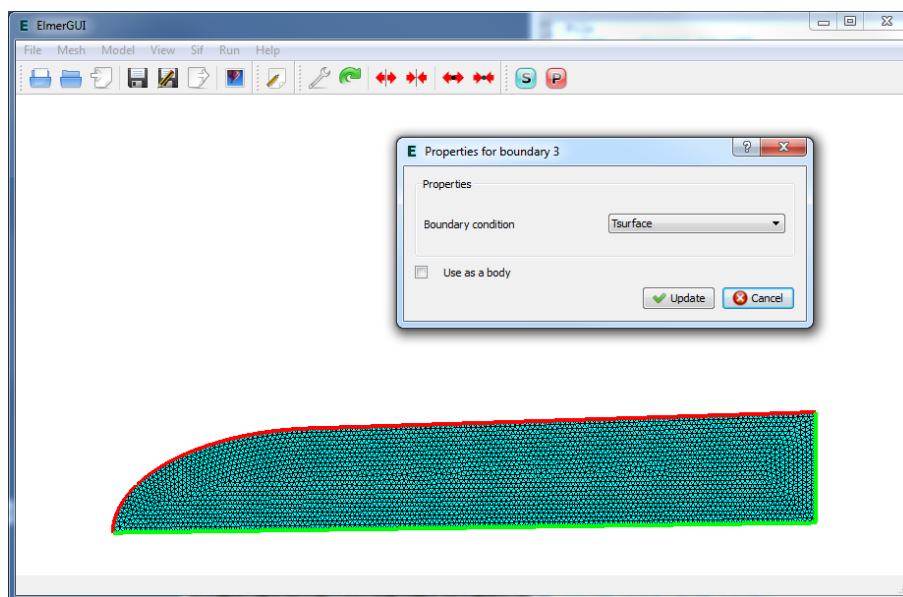 ElmerGUI
File Mesh Model View Sif Run Help
S P
Properties for boundary 3
Properties
Boundary condition Tsurface
Use as a body
Update Cancel